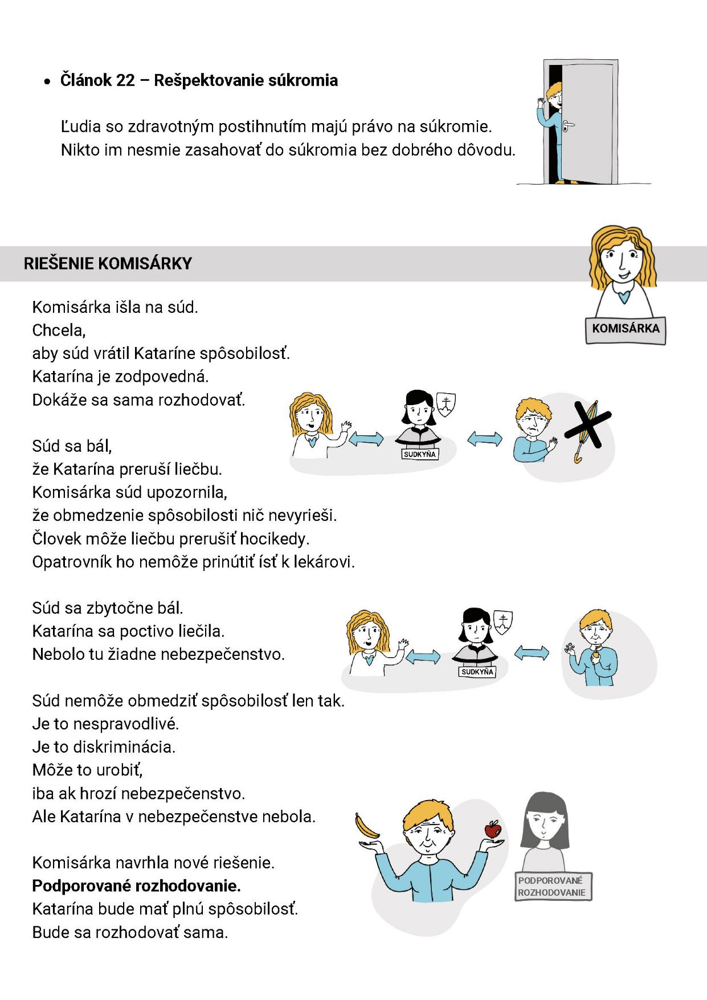 • Článok 22 – Rešpektovanie súkromia
Ľudia so zdravotným postihnutím majú právo na súkromie.
Nikto im nesmie zasahovať do súkromia bez dobrého dôvodu.
RIEŠENIE KOMISÁRKY
KOMISÁRKA
Komisárka išla na súd.
Chcela,
aby súd vrátil Kataríne spôsobilosť.
Katarína je zodpovedná.
Dokáže sa sama rozhodovať.
SUDKYŇA
Súd sa bál,
že Katarína preruší liečbu.
Komisárka súd upozornila,
že obmedzenie spôsobilosti nič nevyrieši.
Človek môže liečbu prerušiť hocikedy.
Opatrovník ho nemôže prinútiť ísť k lekárovi.
Súd sa zbytočne bál.
Katarína sa poctivo liečila.
Nebolo tu žiadne nebezpečenstvo.
SUDKYŇA
Súd nemôže obmedziť spôsobilosť len tak.
Je to nespravodlivé.
Je to diskriminácia.
Môže to urobiť,
iba ak hrozí nebezpečenstvo.
Ale Katarína v nebezpečenstve nebola.
Komisárka navrhla nové riešenie.
Podporované rozhodovanie.
Katarína bude mať plnú spôsobilosť.
Bude sa rozhodovať sama.
PODPOROVANÉ
ROZHODOVANIE